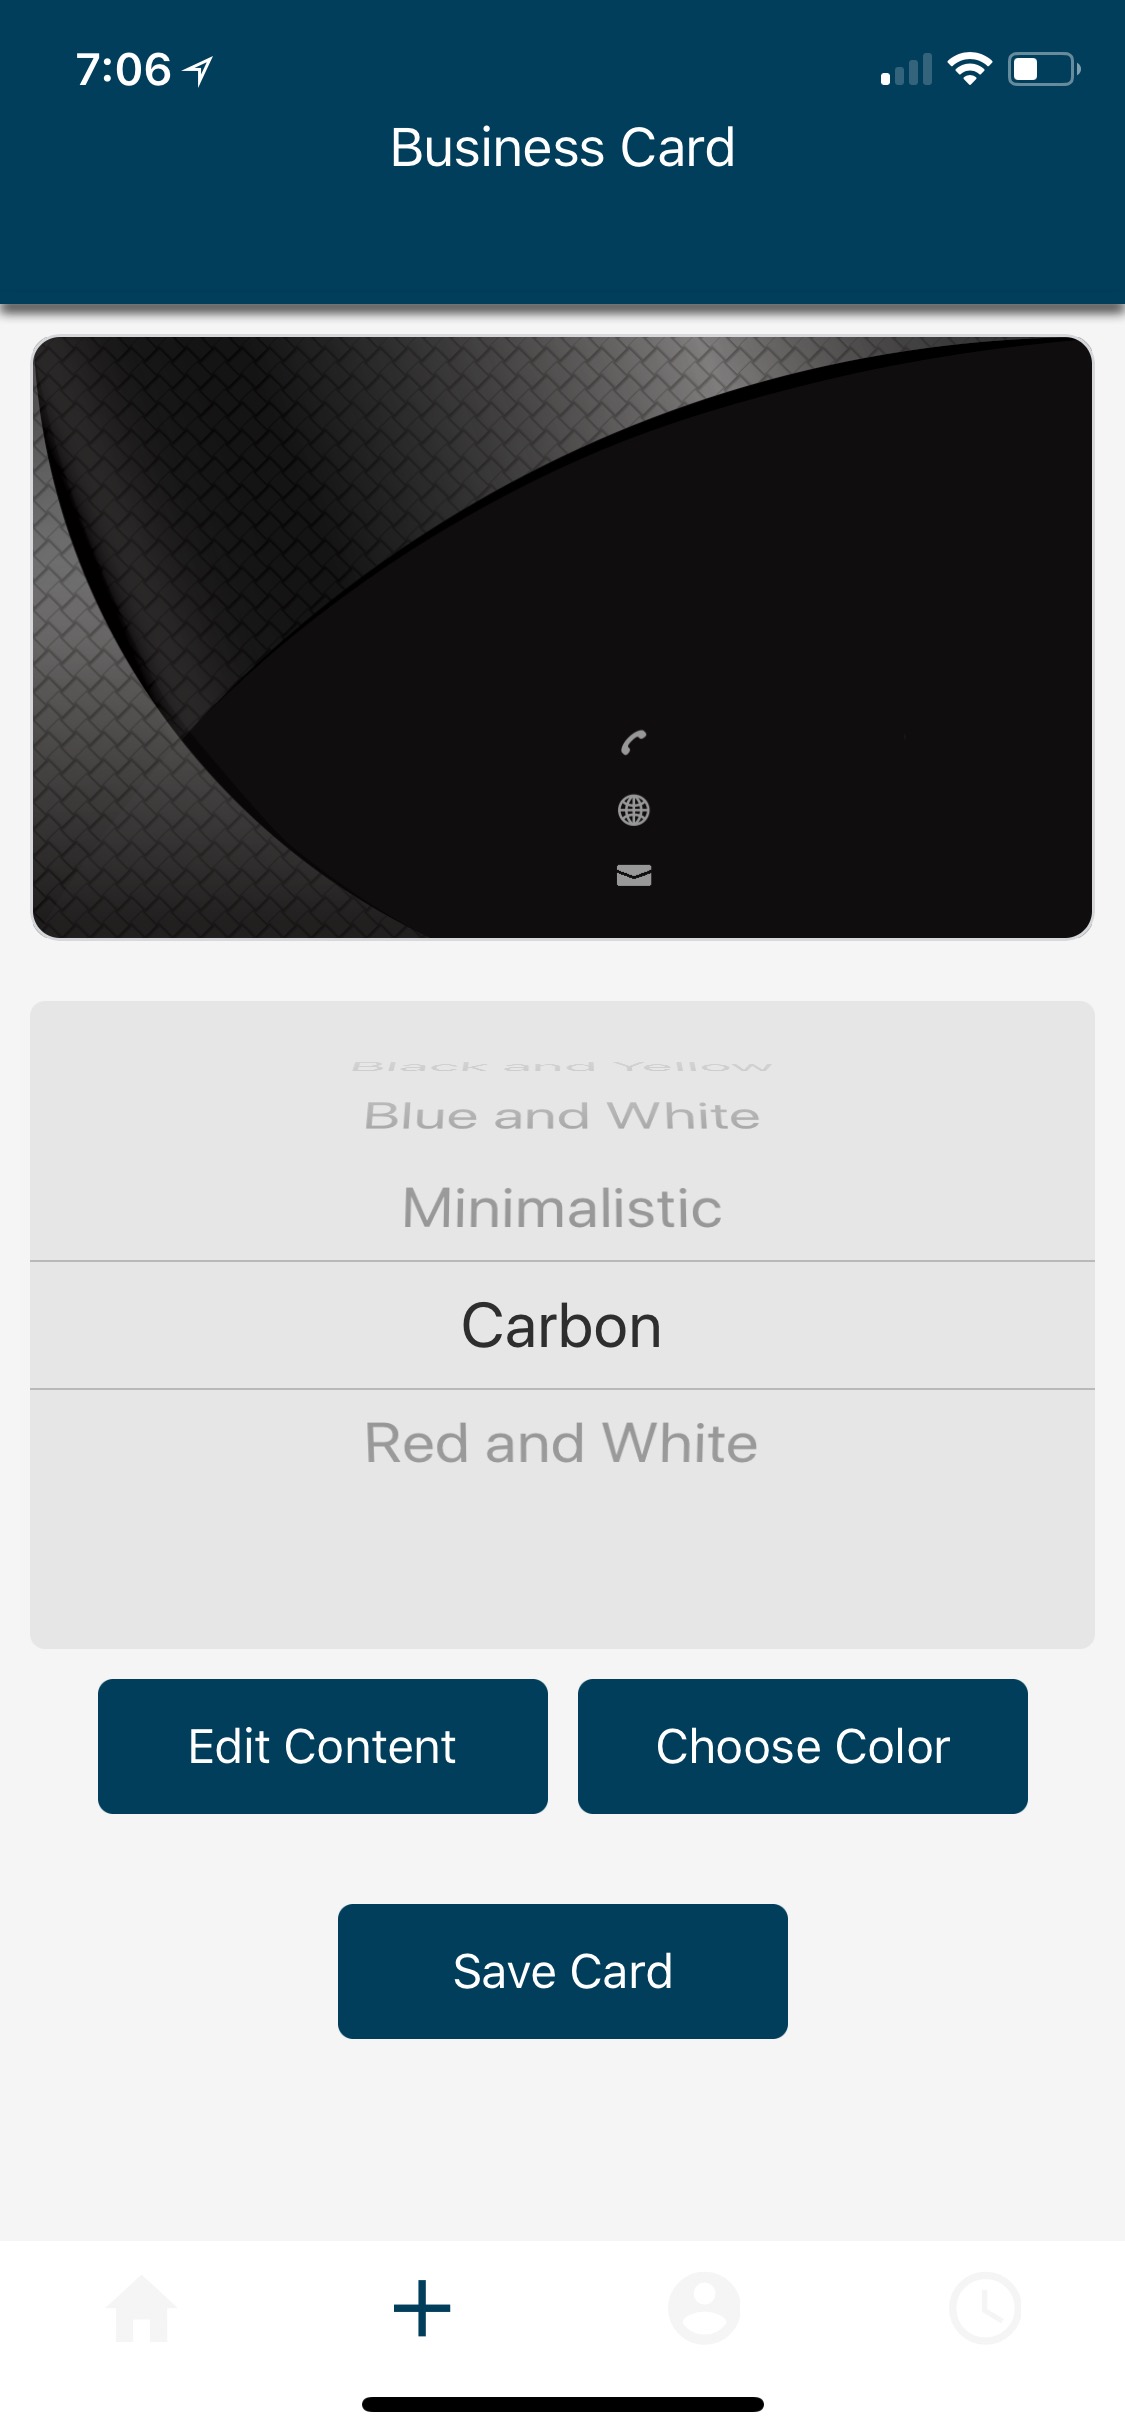 7:06
Business Card
Black and Yellow
Blue and White
Minimalistic
Carbon
Red and White
Edit Content
Choose Color
Save Card